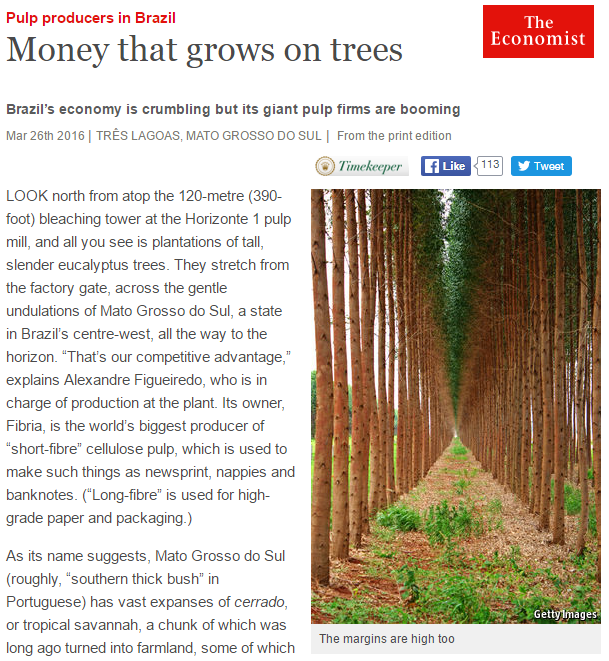 Pulp producers in Brazil
Money that grows on trees
The
Economist
Brazil's economy is crumbling but its giant pulp firms are booming
Mar 26th 2016 | TRÊS LAGOAS, MATO GROSSO DO SUL | From the print edition
Timekeeper
Like
113
Tweet
LOOK north from atop the 120-metre (390-
foot) bleaching tower at the Horizonte 1 pulp
mill, and all you see is plantations of tall,
slender eucalyptus trees. They stretch from
the factory gate, across the gentle
undulations of Mato Grosso do Sul, a state
in Brazil's centre-west, all the way to the
horizon. “That's our competitive advantage,”
explains Alexandre Figueiredo, who is in
charge of production at the plant. Its owner,
Fibria, is the world's biggest producer of
“short-fibre” cellulose pulp, which is used to
make such things as newsprint, nappies and
banknotes. (“Long-fibre” is used for high-
grade paper and packaging.)
As its name suggests, Mato Grosso do Sul
(roughly, “southern thick bush” in
Portuguese) has vast expanses of cerrado,
or tropical savannah, a chunk of which was
long ago turned into farmland, some of which
Getty Images
The margins are high too